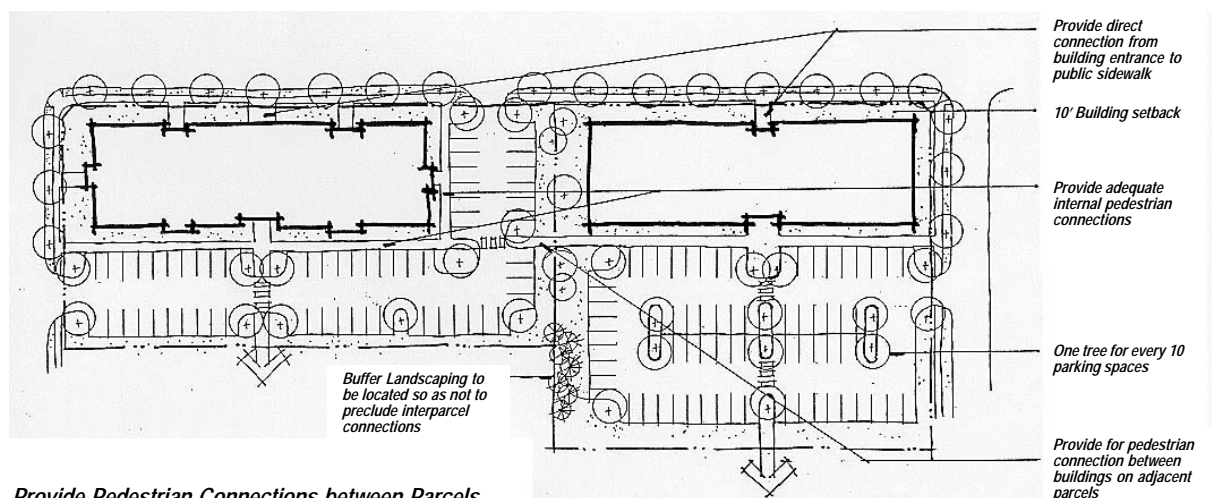 Provide direct
connection from
building entrance to
public sidewalk
10' Building setback
Provide adequate
internal pedestrian
connections
One tree for every 10
parking spaces
Buffer Landscaping to
be located so as not to
preclude interparcel
connections
Provide for pedestrian
connection between
buildings on adjacent
parcels
Provide Pedestrian Connections between Parcels